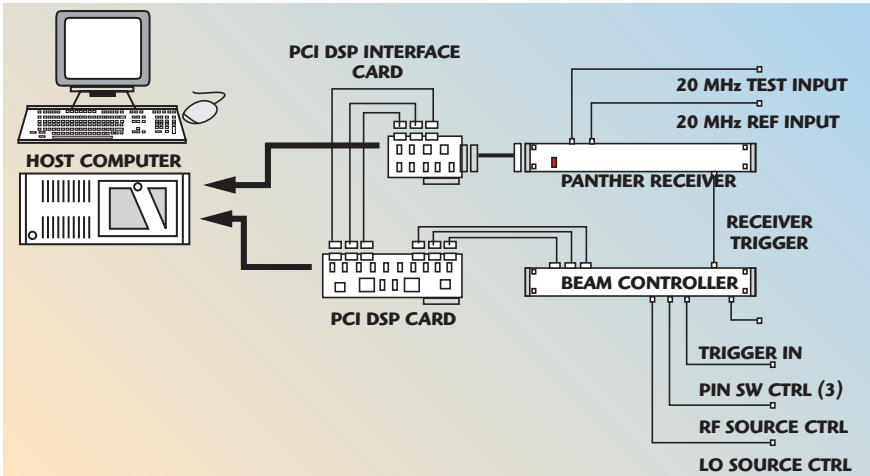 PCI DSP INTERFACE
CARD
20 MHz TEST INPUT
20 MHz REF INPUT
HOST COMPUTER
PANTHER RECEIVER
RECEIVER
TRIGGER
BEAM CONTROLLER
PCI DSP CARD
TRIGGER IN
PIN SW CTRL (3)
RF SOURCE CTRL
LO SOURCE CTRL